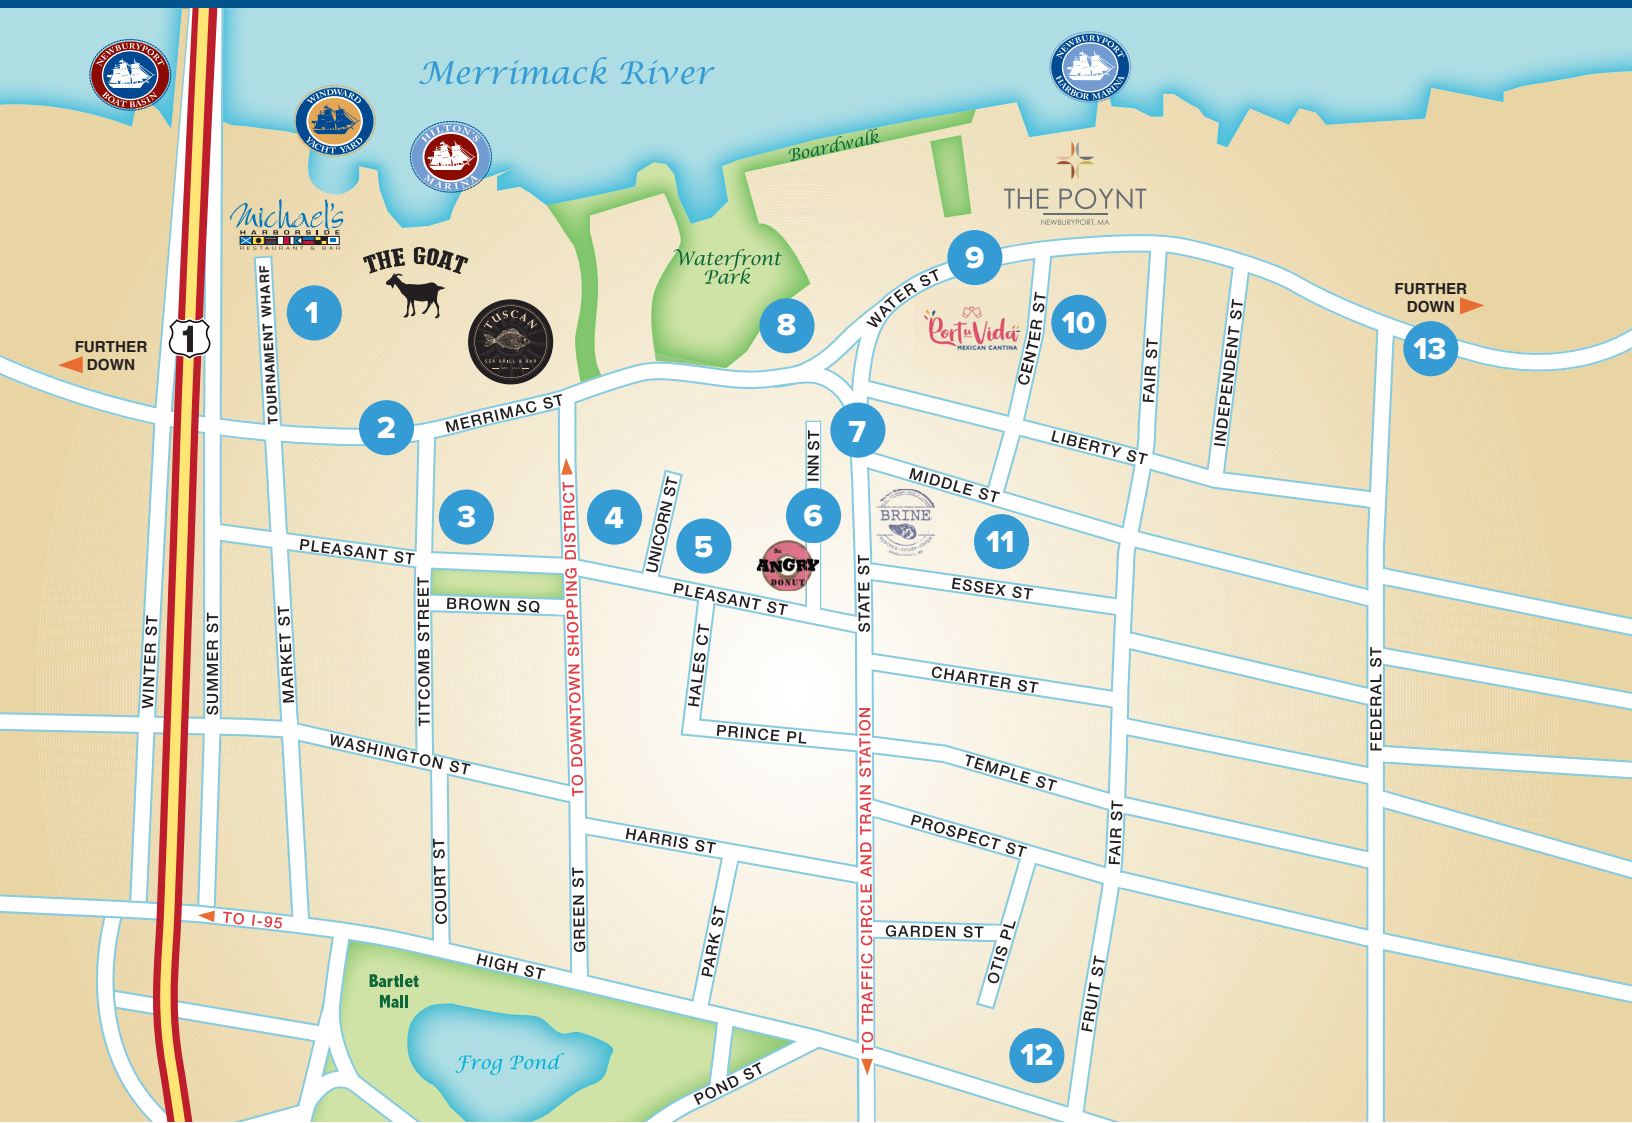 NEWBURYPORT
BOAT BASIN
Merrimack River
NEWBURYPORT
HARBOR MARINA
WINDWARD
YACHT YARD
HILTON'S
MARINA
Boardwalk
THE POYNT
NEWBURYPORT, MA
Michael's
HARBORSIDE
RESTAURANT & BAR
THE GOAT
Waterfront
Park
TUSCAN
SEA GRILL & BAR
TOURNAMENT WHARF
1
9
WATER ST
FURTHER
DOWN
13
8
Port u Vida
MEXICAN CANTINA
CENTER ST
10
FAIR ST
INDEPENDENT ST
1
FURTHER
DOWN
2
MERRIMAC ST
7
INN ST
LIBERTY ST
MIDDLE ST
3
4
UNICORN ST
5
6
BRINE
11
the
ANGRY
DONUT
PLEASANT ST
TO DOWNTOWN SHOPPING DISTRICT
PLEASANT ST
STATE ST
ESSEX ST
BROWN SQ
WINTER ST
SUMMER ST
MARKET ST
TITCOMB STREET
HALES CT
CHARTER ST
FEDERAL ST
PRINCE PL
WASHINGTON ST
TEMPLE ST
TO TRAFFIC CIRCLE AND TRAIN STATION
HARRIS ST
PROSPECT ST
FAIR ST
COURT ST
GREEN ST
PARK ST
TO I-95
GARDEN ST
OTIS PL
HIGH ST
FRUIT ST
Bartlet
Mall
Frog Pond
POND ST
12